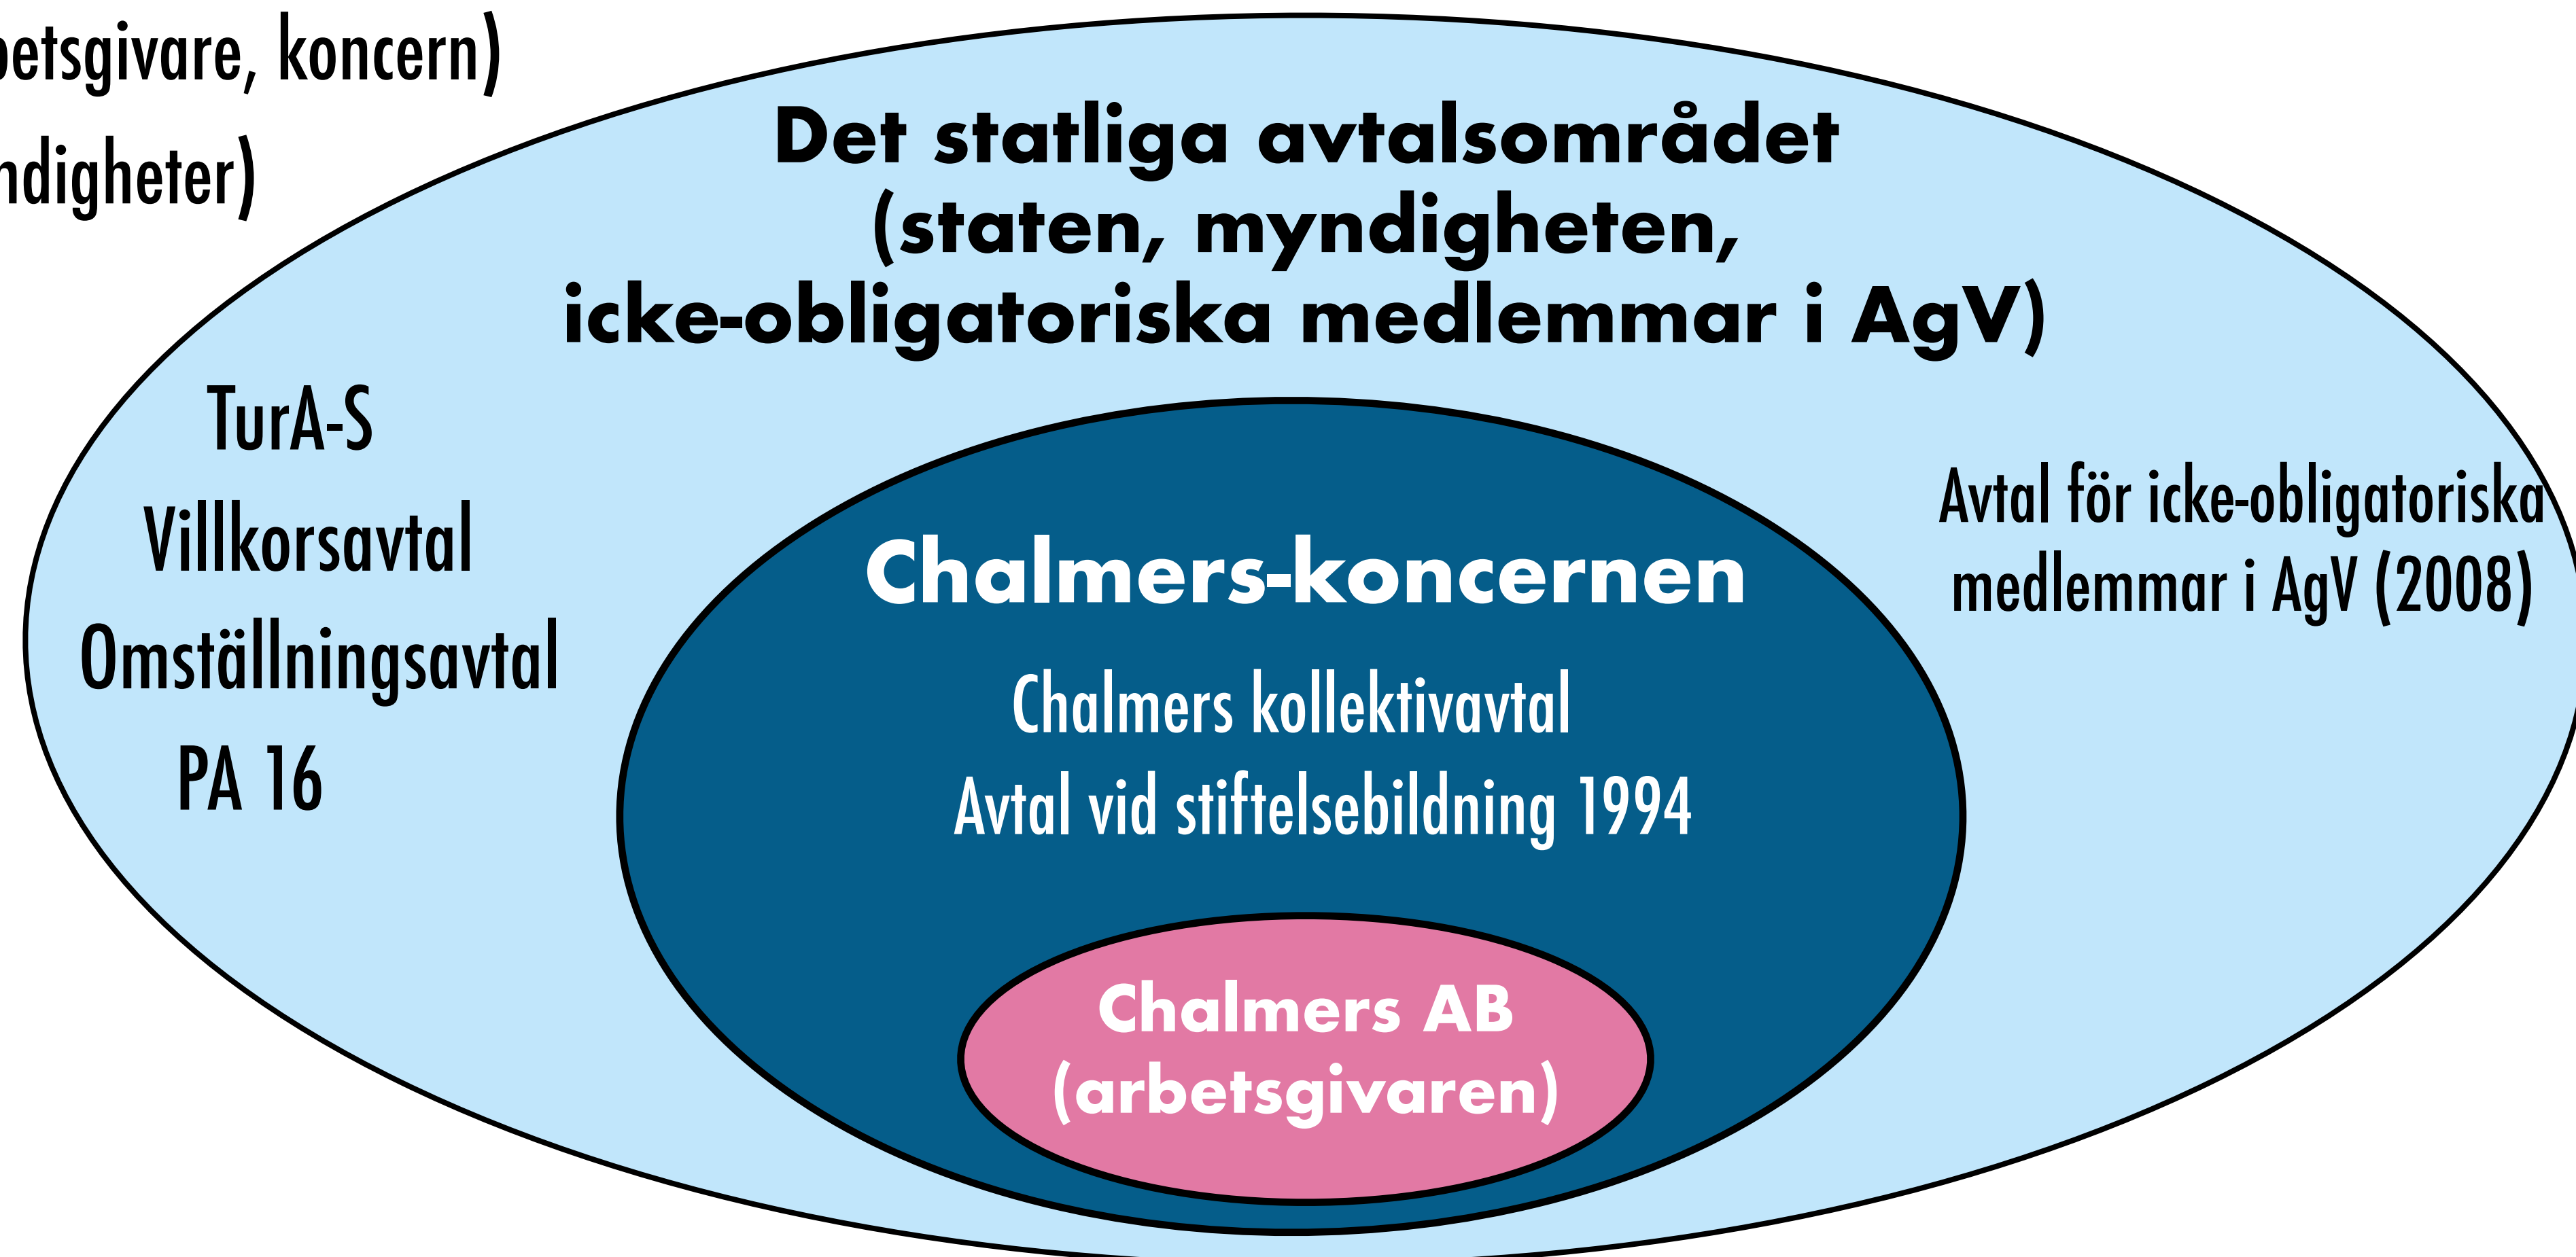 betsgivare, koncern)
ndigheter)
Det statliga avtalsområdet
(staten, myndigheten,
icke-obligatoriska medlemmar i AgV)
TurA-S
Villkorsavtal
Omställningsavtal
PA 16
Avtal för icke-obligatoriska
medlemmar i AgV (2008)
Chalmers-koncernen
Chalmers kollektivavtal
Avtal vid stiftelsebildning 1994
Chalmers AB
(arbetsgivaren)